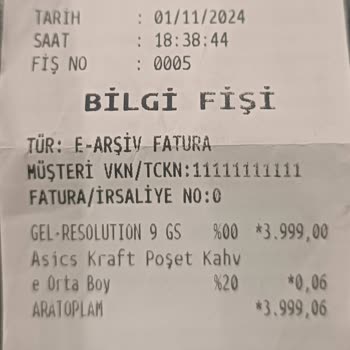 TARİH : 01/11/2024
SAAT : 18:38:44
FİŞ NO : 0005
BİLGİ FİŞİ
TÜR: E-ARŞİV FATURA
MÜŞTERİ VKN/TCKN:11111111111
FATURA/İRSALİYE NO:0
GEL-RESOLUTION 9 GS %00 *3.999,00
Asics Kraft Poşet Kahv
e Orta Boy %20 *0,06
ARATOPLAM *3.999,06